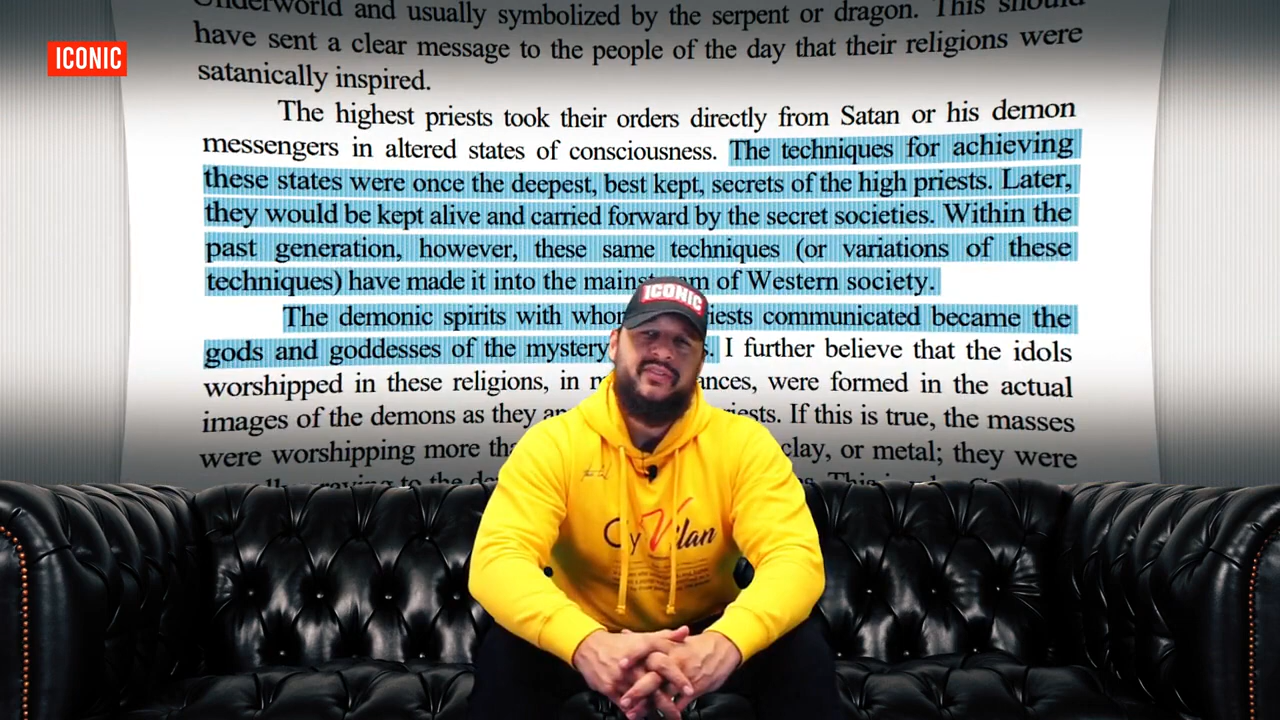 Underworld and usually symbolized by the serpent or dragon. This should
ICONIC
have sent a clear message to the people of the day that their religions were
satanically inspired.
The highest priests took their orders directly from Satan or his demon
messengers in altered states of consciousness. The techniques for achieving
these states were once the deepest, best kept, secrets of the high priests. Later,
they would be kept alive and carried forward by the secret societies. Within the
past generation, however, these same techniques (or variations of these
techniques) have made it into the mainst am of Western society.
ICONIC
The demonic spirits with who iests communicated became the
gods and goddesses of the mystery s. I further believe that the idols
worshipped in these religions, in ances, were formed in the actual
images of the demons as they iests. If this is true, the masses
were worshipping more clay, or metal; they were
to the
Cy Vilan